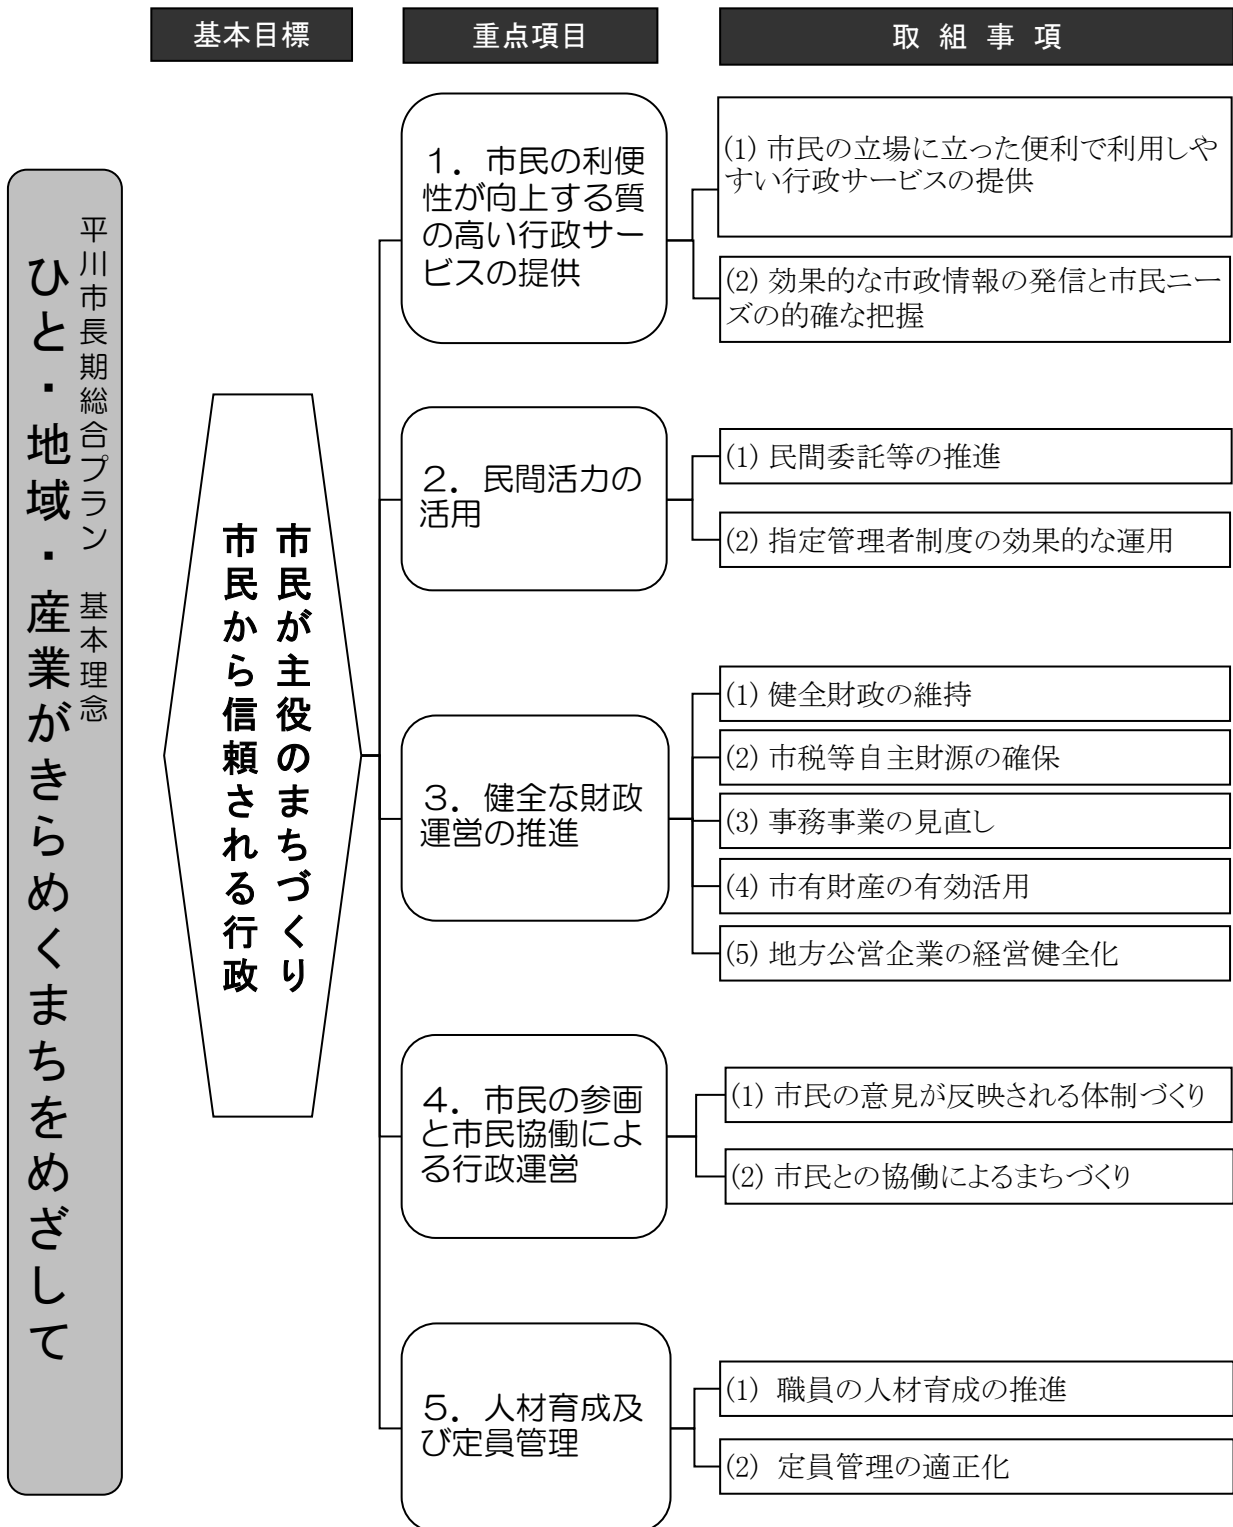 基本目標
重点項目
取組事項
平川市長期総合プラン　基本理念
ひと・地域・産業がきらめくまちをめざして
市民が主役のまちづくり
市民から信頼される行政
１．市民の利便
性が向上する質
の高い行政サー
ビスの提供
(1) 市民の立場に立った便利で利用しや
すい行政サービスの提供
(2) 効果的な市政情報の発信と市民ニー
ズの的確な把握
２．民間活力の
活用
(1) 民間委託等の推進
(2) 指定管理者制度の効果的な運用
３．健全な財政
運営の推進
(1) 健全財政の維持
(2) 市税等自主財源の確保
(3) 事務事業の見直し
(4) 市有財産の有効活用
(5) 地方公営企業の経営健全化
４．市民の参画
と市民協働によ
る行政運営
(1) 市民の意見が反映される体制づくり
(2) 市民との協働によるまちづくり
５．人材育成及
び定員管理
(1) 職員の人材育成の推進
(2) 定員管理の適正化